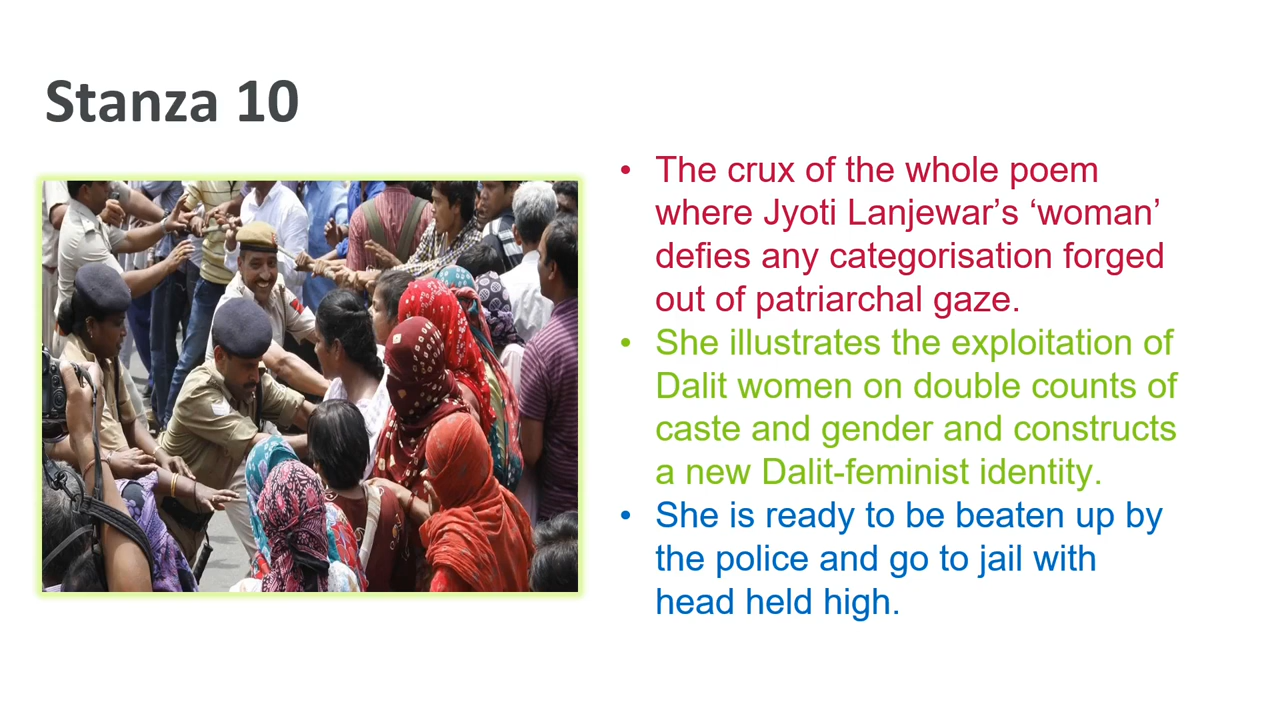 Stanza 10
• The crux of the whole poem
where Jyoti Lanjewar’s ‘woman’
defies any categorisation forged
out of patriarchal gaze.
• She illustrates the exploitation of
Dalit women on double counts of
caste and gender and constructs
a new Dalit-feminist identity.
• She is ready to be beaten up by
the police and go to jail with
head held high.